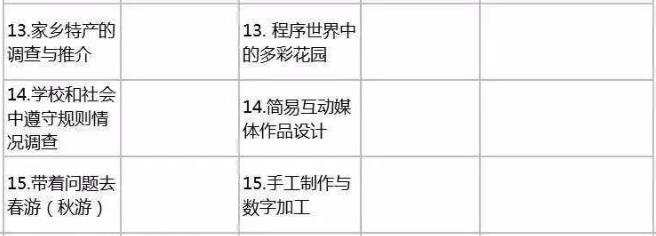 13.家乡特产的
调查与推介
13. 程序世界中
的多彩花园
14.学校和社会
中遵守规则情
况调查
14.简易互动媒
体作品设计
15.带着问题去
春游（秋游）
15.手工制作与
数字加工